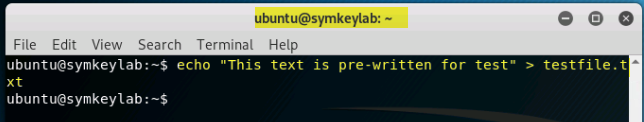 ubuntu@symkeylab: ~
File Edit View Search Terminal Help
ubuntu@symkeylab:~$ echo "This text is pre-written for test" > testfile.t
xt
ubuntu@symkeylab:~$